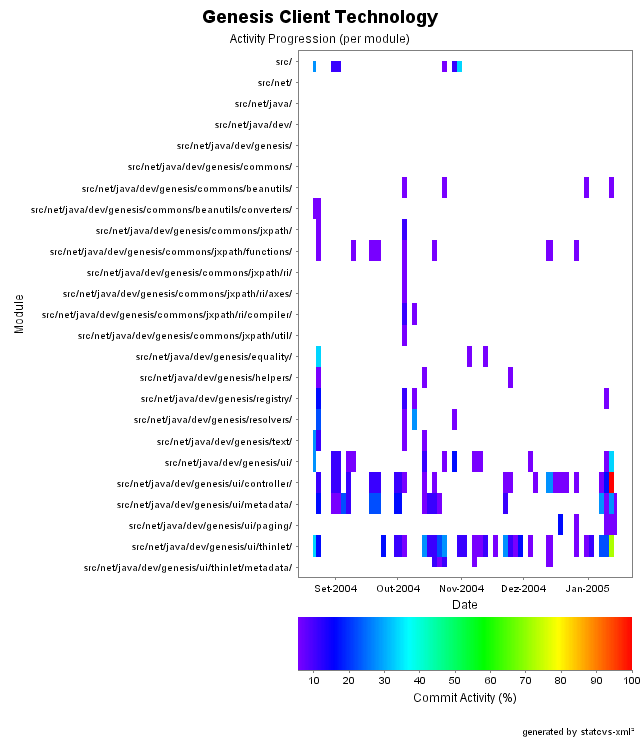 Genesis Client Technology
Activity Progression (per module)
src/
src/net/
src/net/java/
src/net/java/dev/
src/net/java/dev/genesis/
src/net/java/dev/genesis/commons/
src/net/java/dev/genesis/commons/beanutils/
src/net/java/dev/genesis/commons/beanutils/converters/
src/net/java/dev/genesis/commons/jxpath/
src/net/java/dev/genesis/commons/jxpath/functions/
src/net/java/dev/genesis/commons/jxpath/ri/
src/net/java/dev/genesis/commons/jxpath/ri/axes/
src/net/java/dev/genesis/commons/jxpath/ri/compiler/
src/net/java/dev/genesis/commons/jxpath/util/
src/net/java/dev/genesis/equality/
src/net/java/dev/genesis/helpers/
src/net/java/dev/genesis/registry/
src/net/java/dev/genesis/resolvers/
src/net/java/dev/genesis/text/
src/net/java/dev/genesis/ui/
src/net/java/dev/genesis/ui/controller/
src/net/java/dev/genesis/ui/metadata/
src/net/java/dev/genesis/ui/paging/
src/net/java/dev/genesis/ui/thinlet/
src/net/java/dev/genesis/ui/thinlet/metadata/
Module
Set-2004 Out-2004 Nov-2004 Dez-2004 Jan-2005
Date
10 20 30 40 50 60 70 80 90 100
Commit Activity (%)
generated by statcvs-xml²